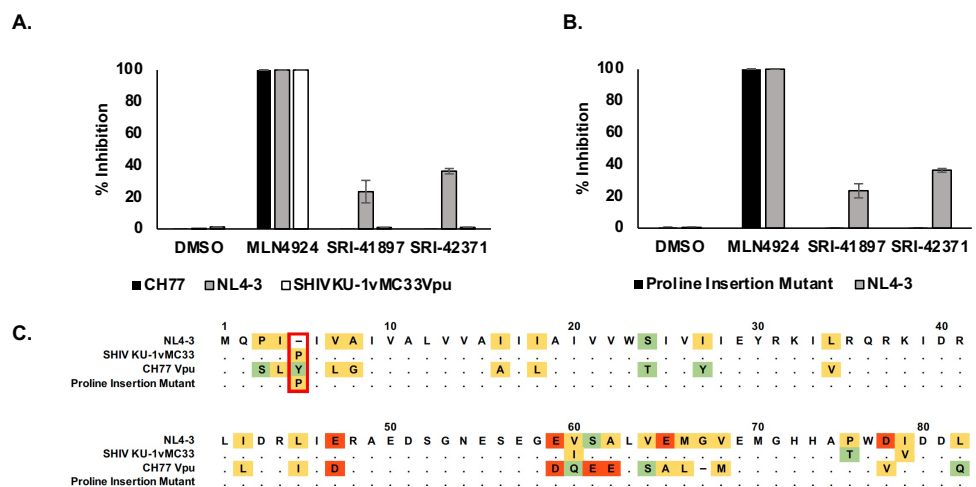 A.
% Inhibition
100
80
60
40
20
0
DMSO MLN4924 SRI-41897 SRI-42371
CH77 NL4-3 SHIVKU-1vMC33Vpu
B.
% Inhibition
100
80
60
40
20
0
DMSO MLN4924 SRI-41897 SRI-42371
Proline Insertion Mutant NL4-3
C.
1 10 20 30 40
NL4-3 M Q P I – I V A I V A L V V A I I I A I V V W S I V I I E Y R K I L R Q R K I D R
SHIV KU-1vMC33 . . . . P . . . . . . . . . . . . . . . . . . . . . . . . . . . . . . . . . . . .
CH77 Vpu . . S L Y . L G . . . . . . . A . L . . . . . T . . Y . . . . . . V . . . . . . .
Proline Insertion Mutant . . . . P . . . . . . . . . . . . . . . . . . . . . . . . . . . . . . . . . . . .
50 60 70 80
NL4-3 L I D R L I E R A E D S G N E S E G E V S A L V E M G V E M G H H A P W D I D D L
SHIV KU-1vMC33 . . . . . . . . . . . . . . . . . . . I . . . . . . . . . . . . . . T . . V . . .
CH77 Vpu . L . . I . D . . . . . . . . . . . D Q E E . S A L – M . . . . . . . . V . . . Q
Proline Insertion Mutant . . . . . . . . . . . . . . . . . . . . . . . . . . . . . . . . . . . . . . . . .